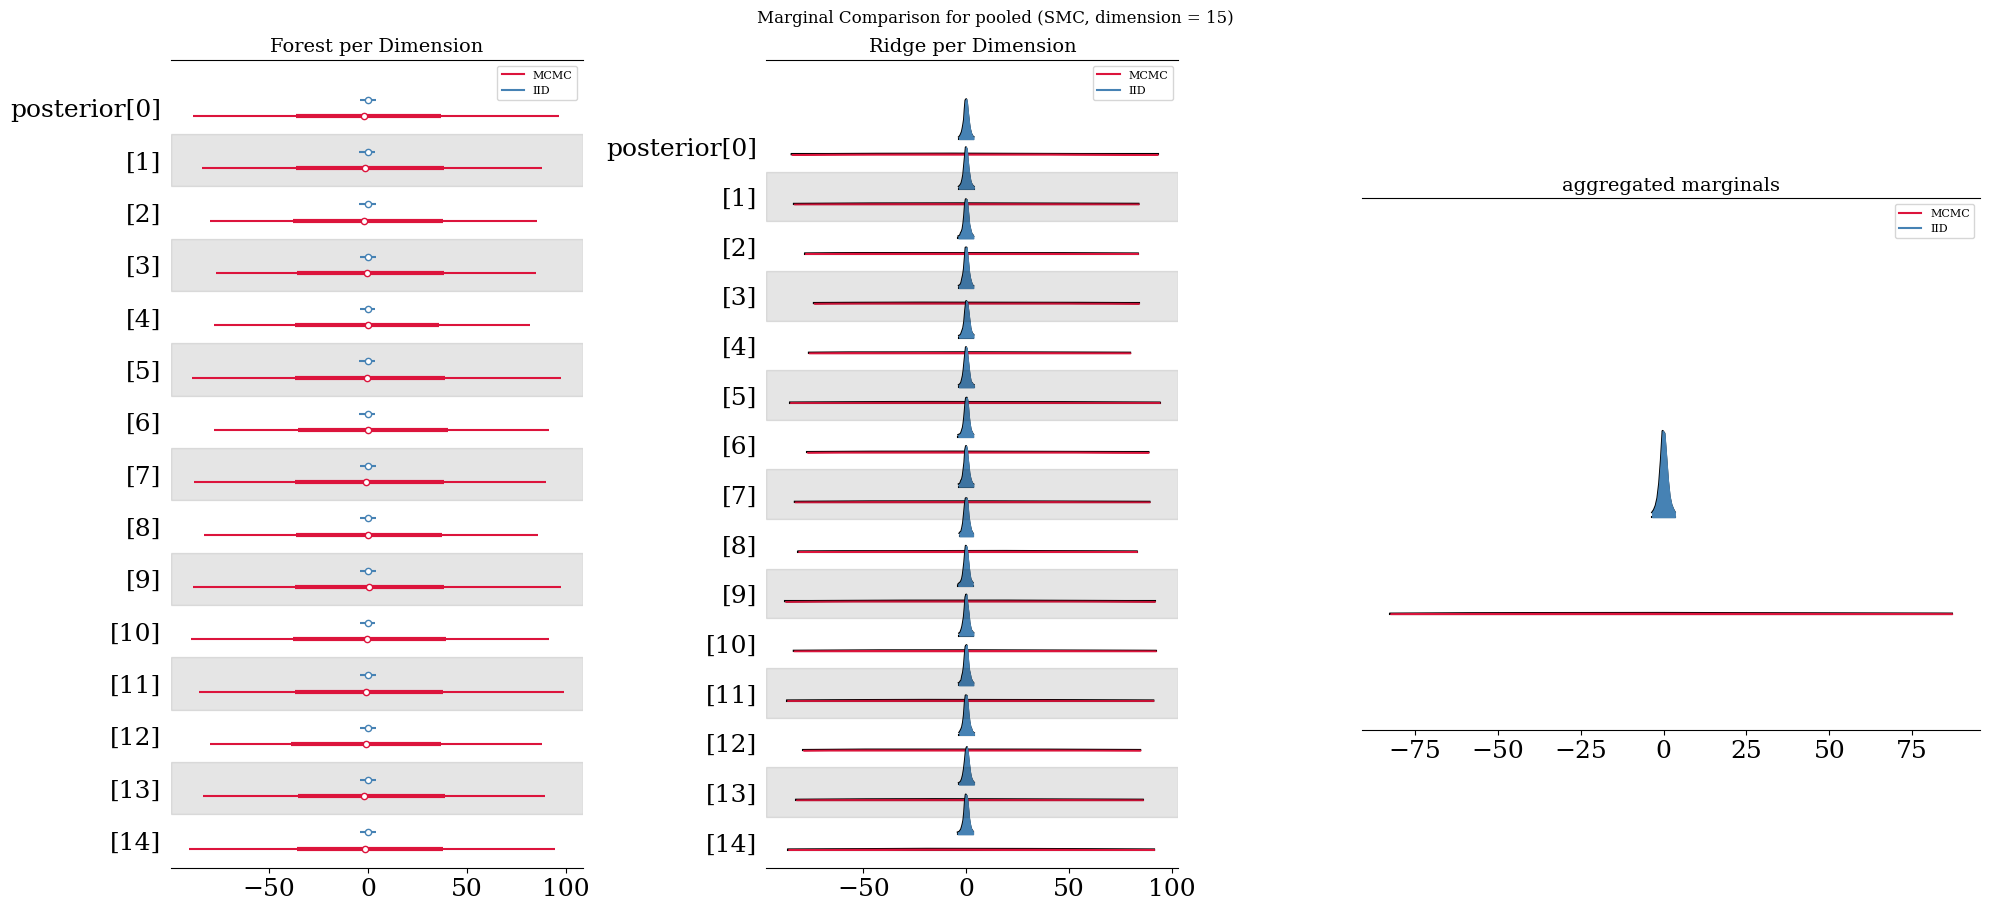 Marginal Comparison for pooled (SMC, dimension = 15)
Forest per Dimension
MCMC
IID
posterior[0]
[1]
[2]
[3]
[4]
[5]
[6]
[7]
[8]
[9]
[10]
[11]
[12]
[13]
[14]
−50 0 50 100
Ridge per Dimension
MCMC
IID
posterior[0]
[1]
[2]
[3]
[4]
[5]
[6]
[7]
[8]
[9]
[10]
[11]
[12]
[13]
[14]
−50 0 50 100
aggregated marginals
MCMC
IID
−75 −50 −25 0 25 50 75